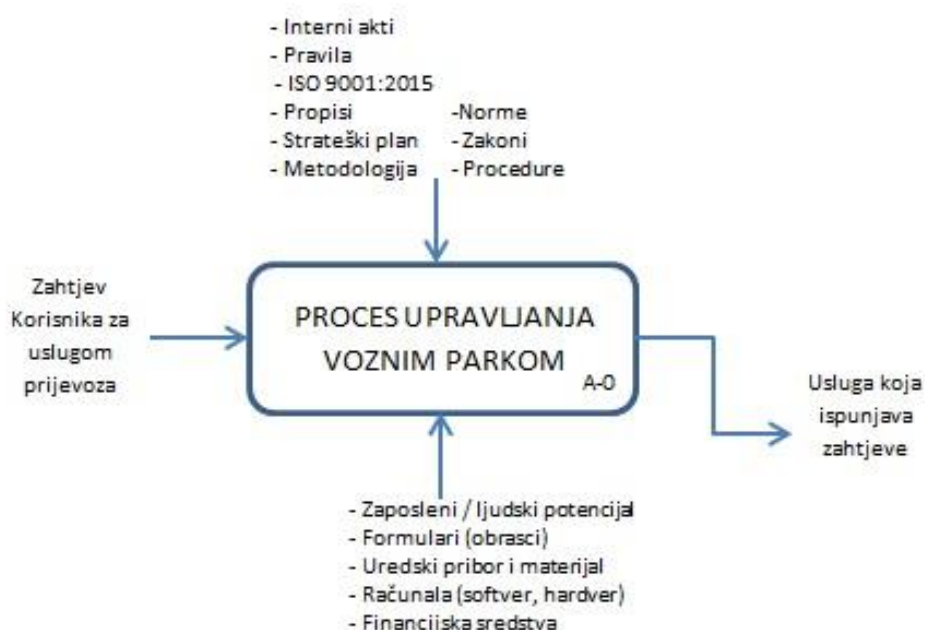 - Interni akti
- Pravila
- ISO 9001:2015
- Propisi -Norme
- Strateški plan -Zakoni
- Metodologija -Procedure
Zahtjev
Korisnika za
uslugom
prijevoza
PROCES UPRAVLJANJA
VOZNIM PARKOM
A-0
Usluga koja
ispunjava
zahtjeve
- Zaposleni / ljudski potencijal
- Formulari (obrasci)
- Uredski pribor i materijal
- Računala (softver, hardver)
- Financijska sredstva